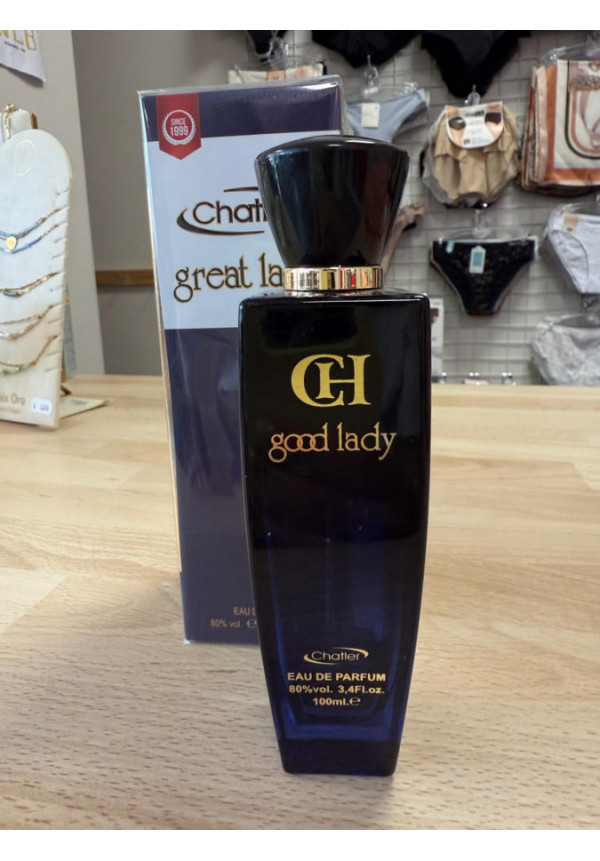 SINCE
1999
Chatler
great la
EAU
80% vol. e
CH
good lady
Chatler
EAU DE PARFUM
80%vol. 3,4Fl.oz.
100ml.e
Oro